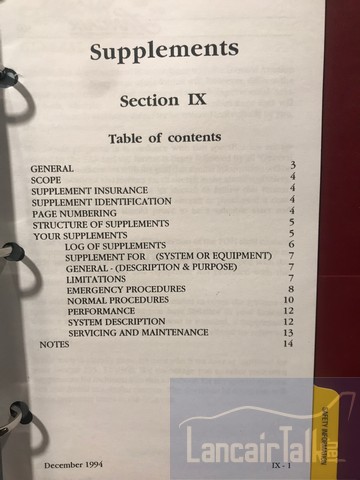 Supplements
Section IX
Table of contents
GENERAL 3
SCOPE 4
SUPPLEMENT INSURANCE 4
SUPPLEMENT IDENTIFICATION 4
PAGE NUMBERING 4
STRUCTURE OF SUPPLEMENTS 5
YOUR SUPPLEMENTS 5
LOG OF SUPPLEMENTS 6
SUPPLEMENT FOR (SYSTEM OR EQUIPMENT) 7
GENERAL - (DESCRIPTION & PURPOSE) 7
LIMITATIONS 7
EMERGENCY PROCEDURES 8
NORMAL PROCEDURES 10
PERFORMANCE 12
SYSTEM DESCRIPTION 12
SERVICING AND MAINTENANCE 13
NOTES 14
SAFETY INFORMATION
LancairTalk
December 1994 IX - 1